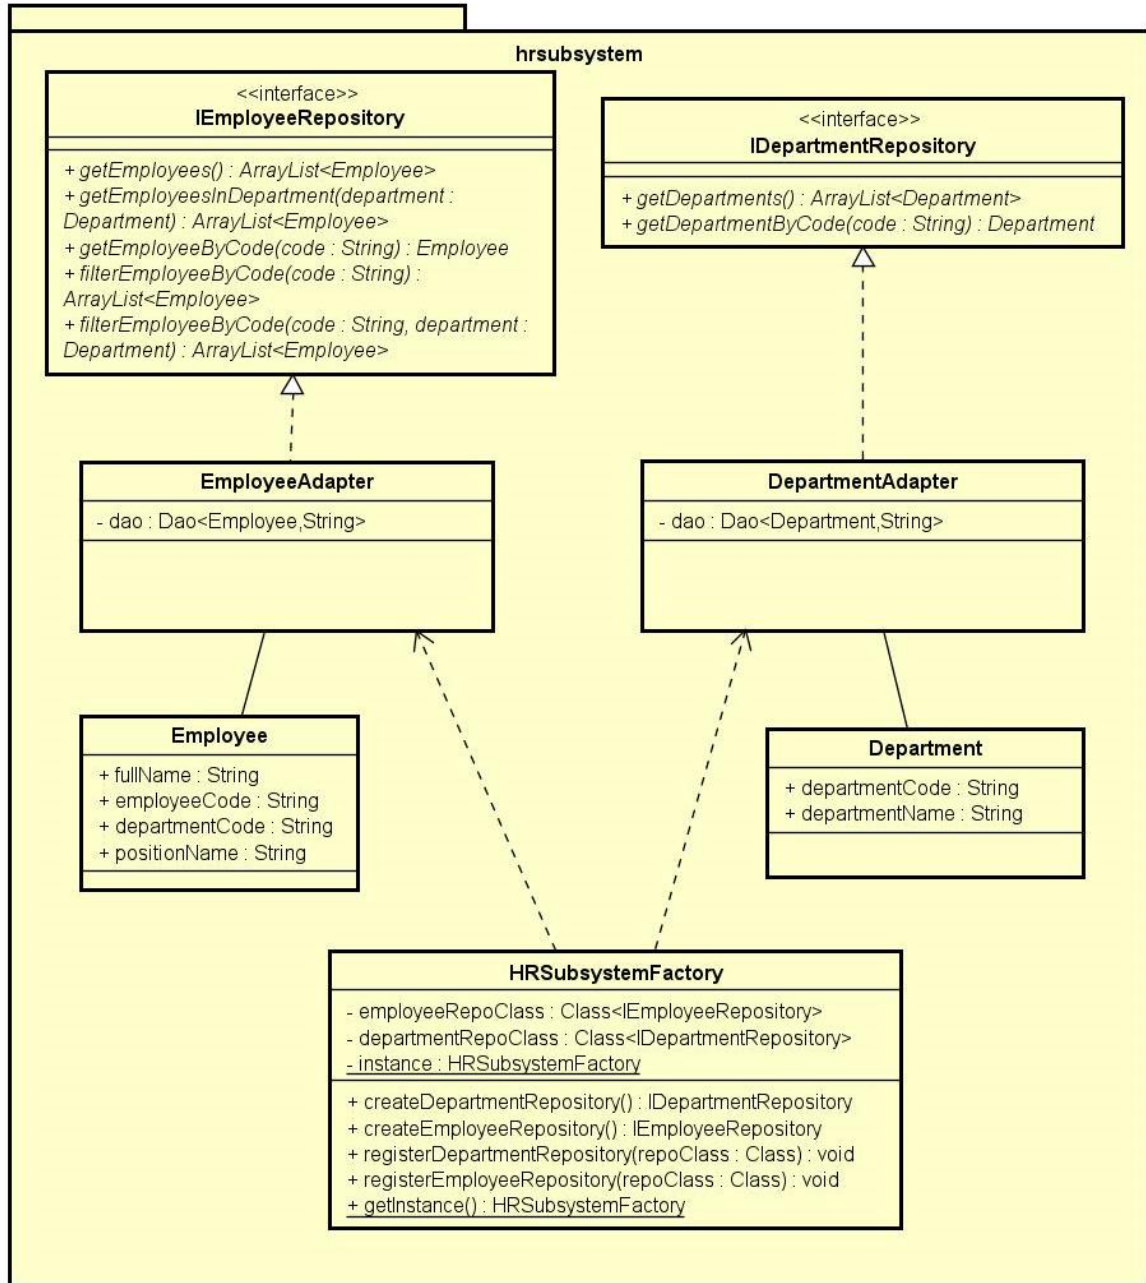 hrsubsystem
<<interface>>
IEmployeeRepository
+ getEmployees() : ArrayList<Employee>
+ getEmployeesInDepartment(department :
Department) : ArrayList<Employee>
+ getEmployeeByCode(code : String) : Employee
+ filterEmployeeByCode(code : String) :
ArrayList<Employee>
+ filterEmployeeByCode(code : String, department :
Department) : ArrayList<Employee>
<<interface>>
IDepartmentRepository
+ getDepartments() : ArrayList<Department>
+ getDepartmentByCode(code : String) : Department
EmployeeAdapter
- dao : Dao<Employee,String>
DepartmentAdapter
- dao : Dao<Department,String>
Employee
+ fullName : String
+ employeeCode : String
+ departmentCode : String
+ positionName : String
Department
+ departmentCode : String
+ departmentName : String
HRSubsystemFactory
- employeeRepoClass : Class<IEmployeeRepository>
- departmentRepoClass : Class<IDepartmentRepository>
- instance : HRSubsystemFactory
+ createDepartmentRepository() : IDepartmentRepository
+ createEmployeeRepository() : IEmployeeRepository
+ registerDepartmentRepository(repoClass : Class) : void
+ registerEmployeeRepository(repoClass : Class) : void
+ getInstance() : HRSubsystemFactory